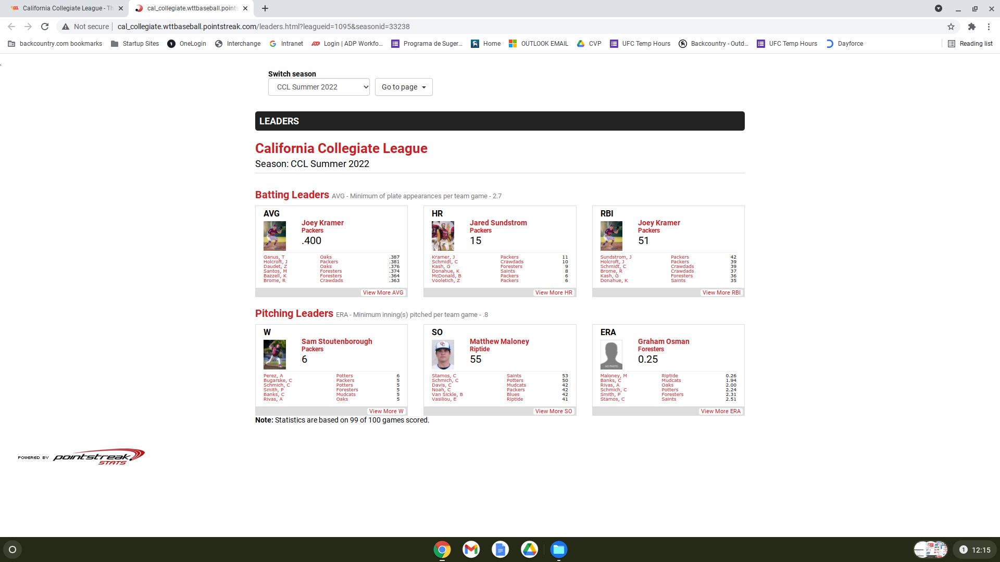 California Collegiate League - Th
cal_collegiate.wttbaseball.points
Not secure
cal_collegiate.wttbaseball.pointstreak.com/leaders.html?leagueid=1095&seasonid=33238
backcountry.com bookmarks
Startup Sites
OneLogin
Interchange
Intranet
Login | ADP Workfo...
Programa de Suger...
Home
OUTLOOK EMAIL
CVP
UFC Temp Hours
Backcountry - Outd...
UFC Temp Hours
Dayforce
Reading list
Switch season
CCL Summer 2022
Go to page
LEADERS
California Collegiate League
Season: CCL Summer 2022
Batting Leaders AVG - Minimum of plate appearances per team game - 2.7
AVG
Joey Kramer
Packers
.400
Ganus, T Oaks .387
Holcroft, J Packers .381
Daudet, Z Oaks .376
Santos, M Foresters .374
Bazzell, K Foresters .364
Brome, R Crawdads .363
View More AVG
HR
Jared Sundstrom
Packers
15
Kramer, J Packers 11
Schmidt, C Crawdads 10
Kash, G Foresters 9
Donahue, K Saints 8
McDonald, B Packers 6
Vooletich, Z Packers 6
View More HR
RBI
Joey Kramer
Packers
51
Sundstrom, J Packers 42
Holcroft, J Packers 39
Schmidt, C Crawdads 39
Brome, R Crawdads 37
Kash, G Foresters 36
Donahue, K Saints 35
View More RBI
Pitching Leaders ERA - Minimum inning(s) pitched per team game - .8
W
Sam Stoutenborough
Packers
6
Perez, A Potters 6
Bugarske, C Packers 5
Schmich, C Potters 5
Smith, P Foresters 5
Banks, C Mudcats 5
Rivas, A Oaks 5
View More W
SO
Matthew Maloney
Riptide
55
Stamos, C Saints 53
Schmich, C Potters 50
Davis, C Mudcats 42
Noah, C Packers 42
Van Sickle, B Blues 42
Vasiliou, E Riptide 41
View More SO
ERA
NO PHOTO
Graham Osman
Foresters
0.25
Maloney, M Riptide 0.26
Banks, C Mudcats 1.94
Rivas, A Oaks 2.00
Schmich, C Potters 2.24
Smith, P Foresters 2.31
Stamos, C Saints 2.51
View More ERA
Note: Statistics are based on 99 of 100 games scored.
POWERED BY pointstreak STATS
1 12:15